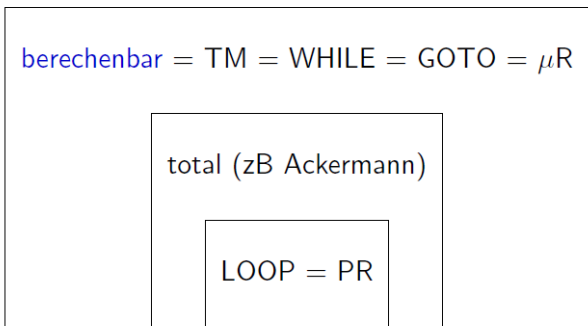 berechenbar = TM = WHILE = GOTO = μR
total (zB Ackermann)
LOOP = PR